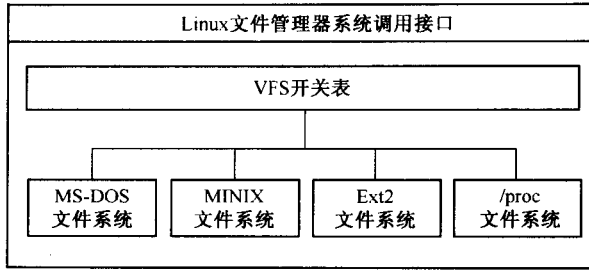 Linux文件管理器系统调用接口
VFS开关表
MS-DOS
文件系统
MINIX
文件系统
Ext2
文件系统
/proc
文件系统